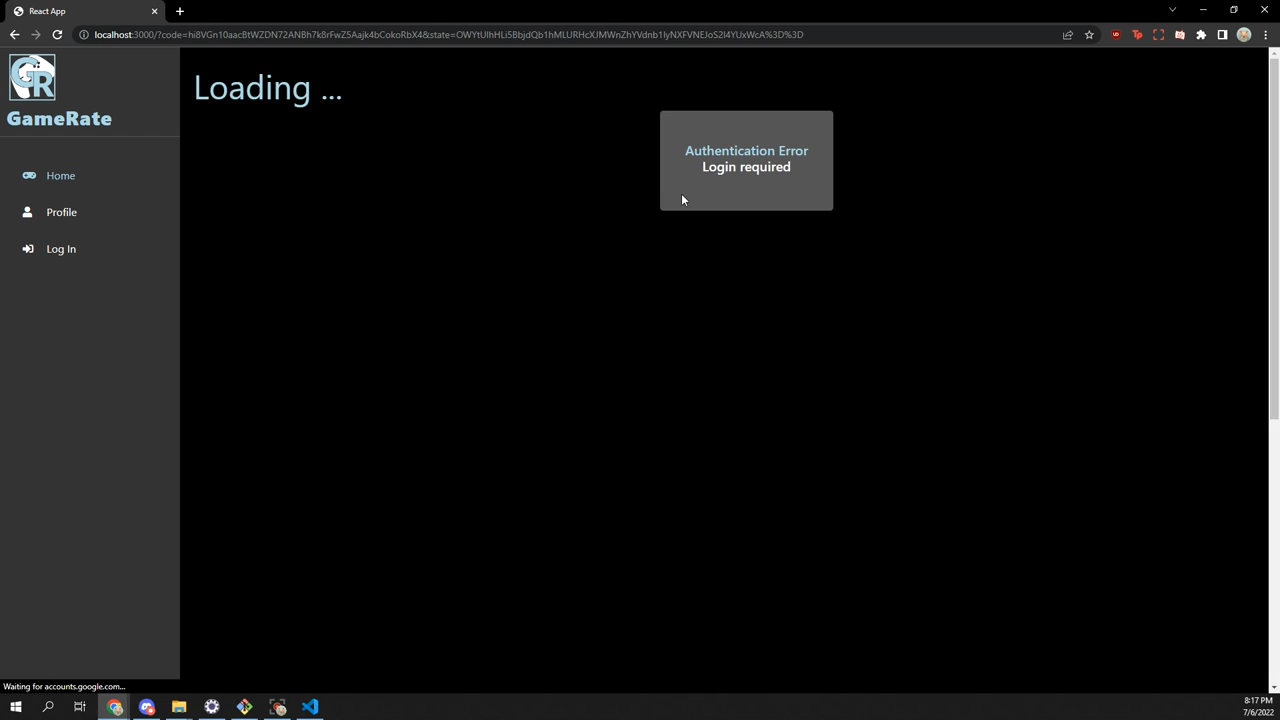 React App
localhost:3000/?code=hi8VGn10aacBtWZDN72ANBh7k8rFwZ5Aajk4bCokoRbX4&state=OWYtUlhHLi5BbjdQb1hMLURHcXJMWnZhYVdnb1lyNXFVNEJoS2l4YUxWcA%3D%3D
GR
GameRate
Loading ...
Authentication Error
Login required
Home
Profile
Log In
Waiting for accounts.google.com...
8:17 PM
7/6/2022